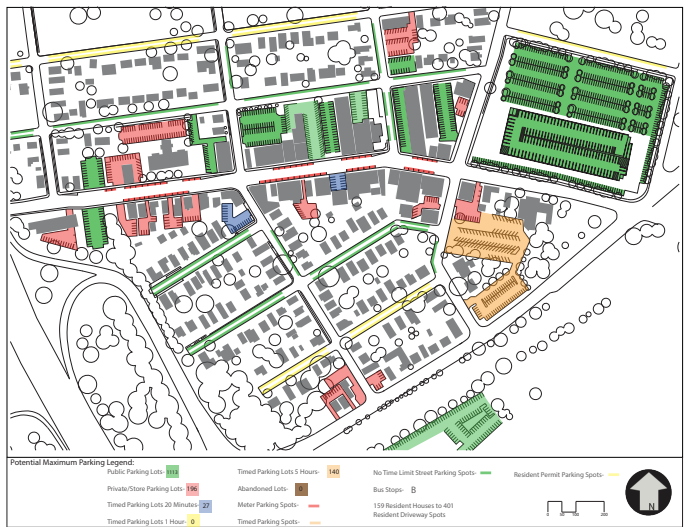 Potential Maximum Parking Legend:
Public Parking Lots- 1113
Private/Store Parking Lots- 196
Timed Parking Lots 20 Minutes- 27
Timed Parking Lots 1 Hour- 0
Timed Parking Lots 5 Hours- 140
Abandoned Lots- 0
Meter Parking Spots-
Timed Parking Spots-
No Time Limit Street Parking Spots-
Bus Stops- B
159 Resident Houses to 401
Resident Driveway Spots
Resident Permit Parking Spots-
0 50 100 200
N